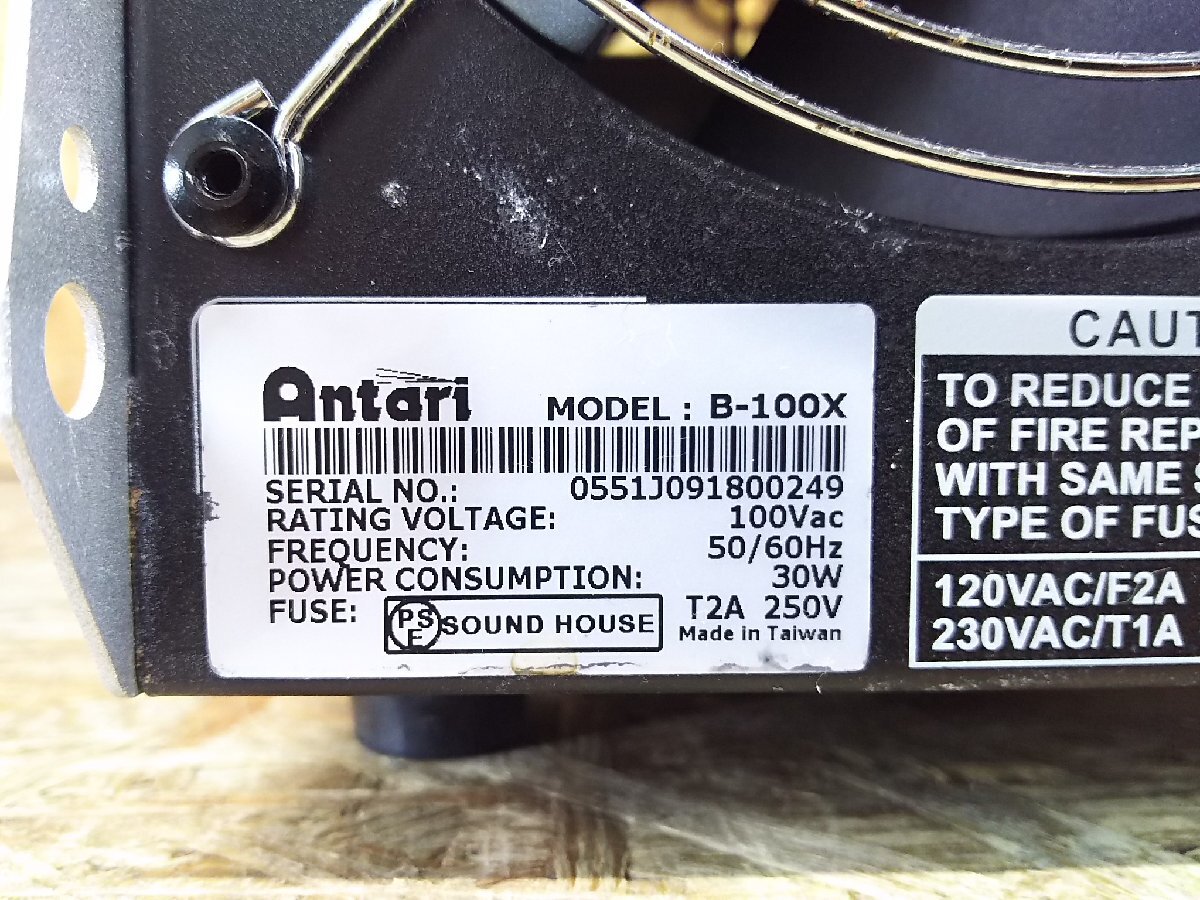 Antari MODEL : B-100X
SERIAL NO.: 0551J091800249
RATING VOLTAGE: 100Vac
FREQUENCY: 50/60Hz
POWER CONSUMPTION: 30W
FUSE: PSE SOUND HOUSE T2A 250V
Made in Taiwan
CAUT
TO REDUCE
OF FIRE REP
WITH SAME S
TYPE OF FUS
120VAC/F2A
230VAC/T1A